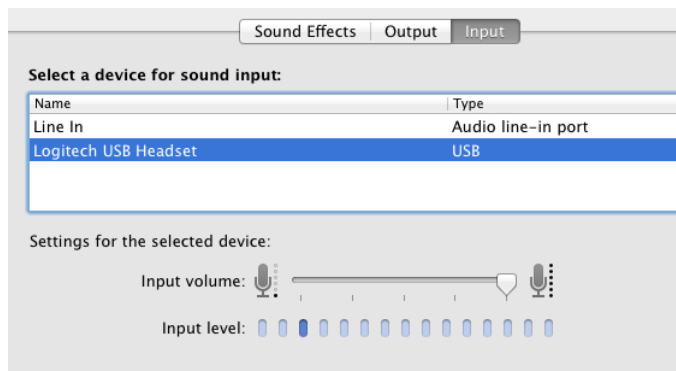 Sound Effects Output Input
Select a device for sound input:
Name Type
Line In Audio line-in port
Logitech USB Headset USB
Settings for the selected device:
Input volume:
Input level: